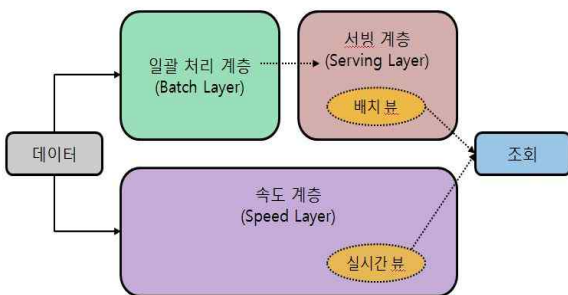 데이터
일괄 처리 계층
(Batch Layer)
서빙 계층
(Serving Layer)
배치 뷰
속도 계층
(Speed Layer)
실시간 뷰
조회